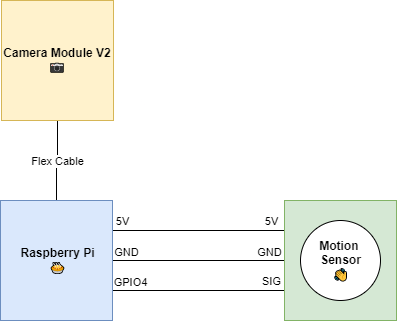 Camera Module V2
📷
Flex Cable
Raspberry Pi
🥧
5V 5V
GND GND
GPIO4 SIG
Motion
Sensor
👏